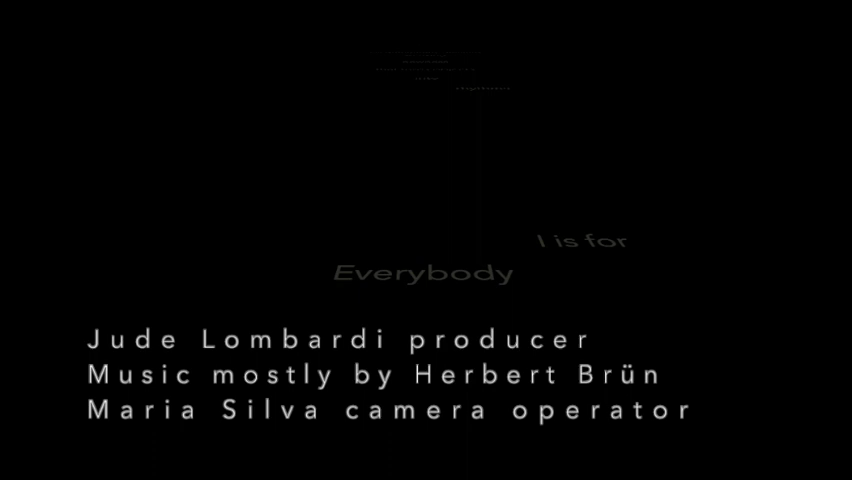 I is for
Everybody
Jude Lombardi producer
Music mostly by Herbert Brün
Maria Silva camera operator